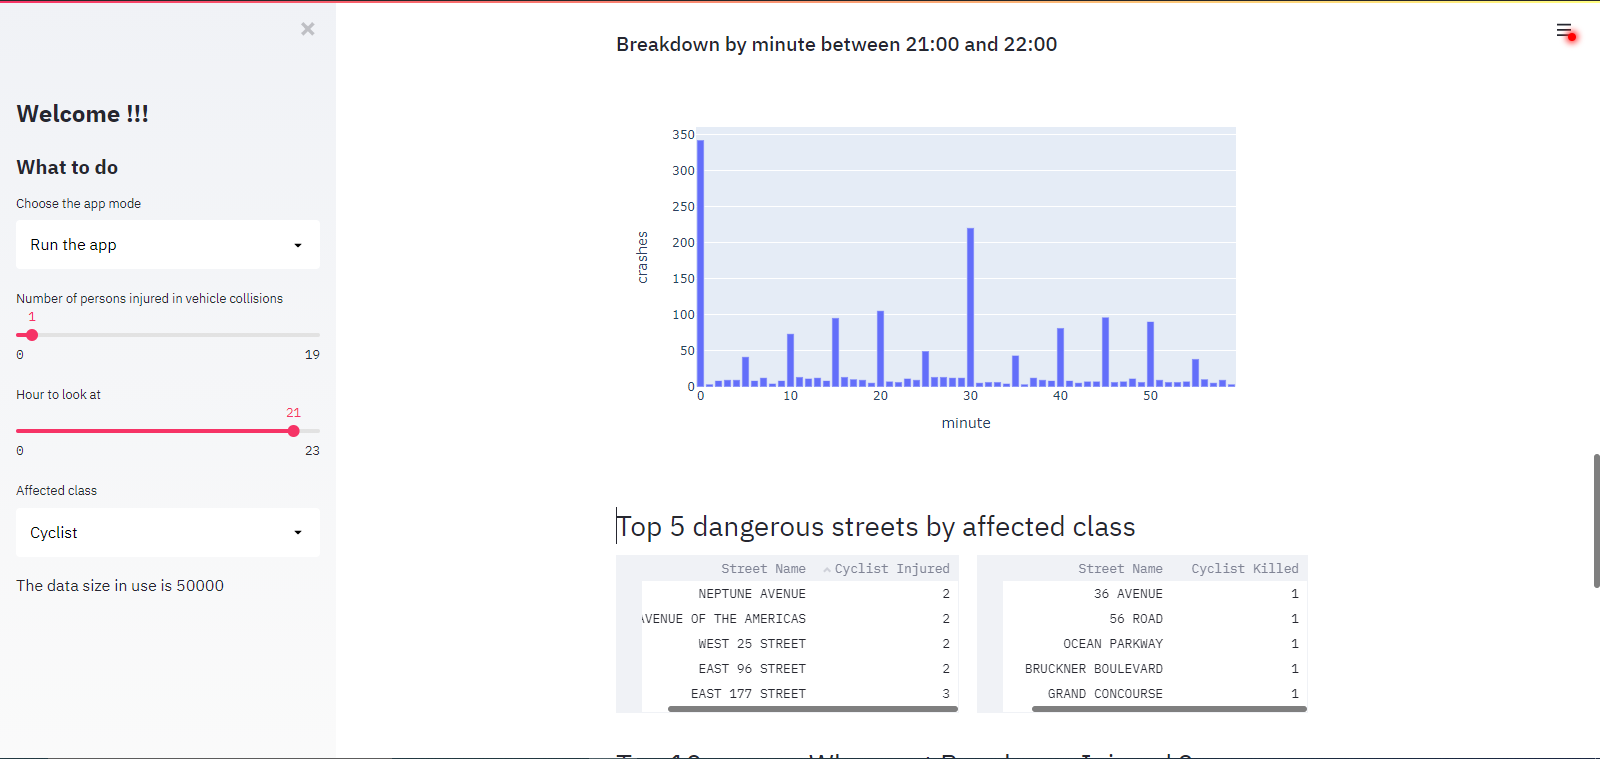 Welcome !!!
What to do
Choose the app mode
Run the app
Number of persons injured in vehicle collisions
1
0 19
Hour to look at
21
0 23
Affected class
Cyclist
The data size in use is 50000
Breakdown by minute between 21:00 and 22:00
350
300
250
200
150
100
50
0
crashes
0 10 20 30 40 50
minute
Top 5 dangerous streets by affected class
Street Name Cyclist Injured
NEPTUNE AVENUE 2
AVENUE OF THE AMERICAS 2
WEST 25 STREET 2
EAST 96 STREET 2
EAST 177 STREET 3
Street Name Cyclist Killed
36 AVENUE 1
56 ROAD 1
OCEAN PARKWAY 1
BRUCKNER BOULEVARD 1
GRAND CONCOURSE 1